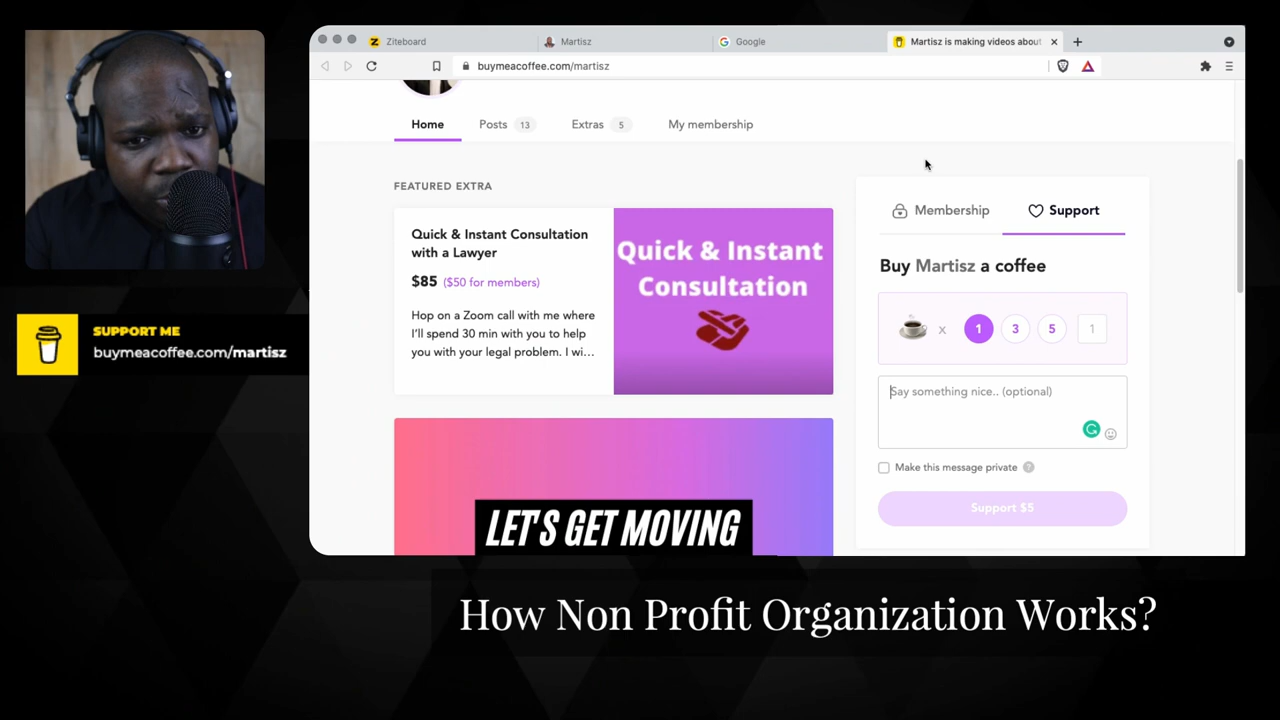 Ziteboard
Martisz
Google
Martisz is making videos about
buymeacoffee.com/martisz
Home
Posts 13
Extras 5
My membership
FEATURED EXTRA
Quick & Instant Consultation
with a Lawyer
$85 ($50 for members)
Hop on a Zoom call with me where
I'll spend 30 min with you to help
you with your legal problem. I wi...
Quick & Instant
Consultation
Membership
Support
Buy Martisz a coffee
x 1 3 5 1
Say something nice.. (optional)
Make this message private ?
Support $5
SUPPORT ME
buymeacoffee.com/martisz
LET'S GET MOVING
How Non Profit Organization Works?